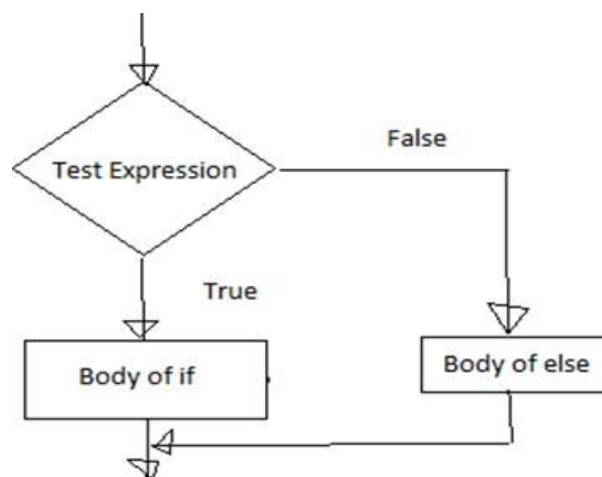 False
Test Expression
True
Body of if
Body of else